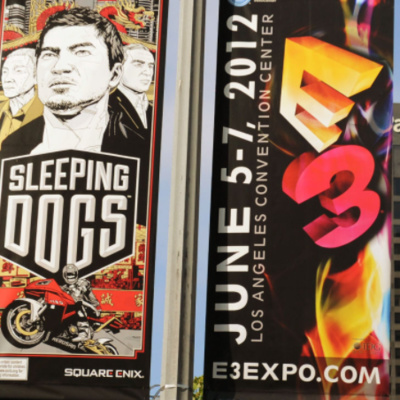 SLEEPING
DOGS
SQUARE ENIX
JUNE 5-7, 2012
LOS ANGELES CONVENTION CENTER
E3
E3EXPO.COM